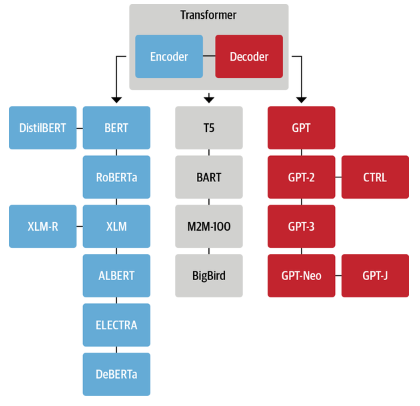 Transformer
Encoder
Decoder
DistilBERT
BERT
T5
GPT
RoBERTa
BART
GPT-2
CTRL
XLM-R
XLM
M2M-100
GPT-3
ALBERT
BigBird
GPT-Neo
GPT-J
ELECTRA
DeBERTa